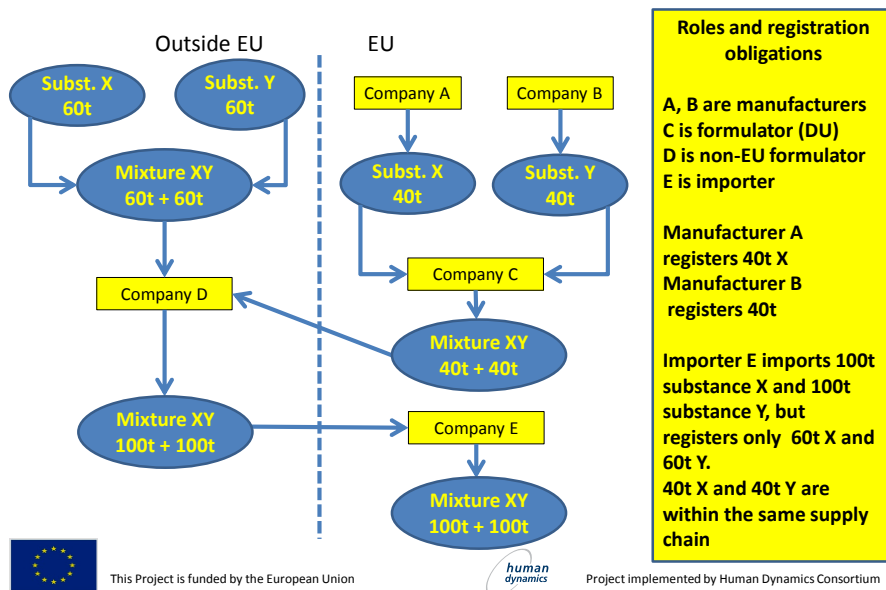 Outside EU
EU
Subst. X
60t
Subst. Y
60t
Company A
Company B
Mixture XY
60t + 60t
Subst. X
40t
Subst. Y
40t
Company D
Company C
Mixture XY
40t + 40t
Mixture XY
100t + 100t
Company E
Mixture XY
100t + 100t
Roles and registration
obligations
A, B are manufacturers
C is formulator (DU)
D is non-EU formulator
E is importer
Manufacturer A
registers 40t X
Manufacturer B
registers 40t
Importer E imports 100t
substance X and 100t
substance Y, but
registers only 60t X and
60t Y.
40t X and 40t Y are
within the same supply
chain
This Project is funded by the European Union
human
dynamics
Project implemented by Human Dynamics Consortium